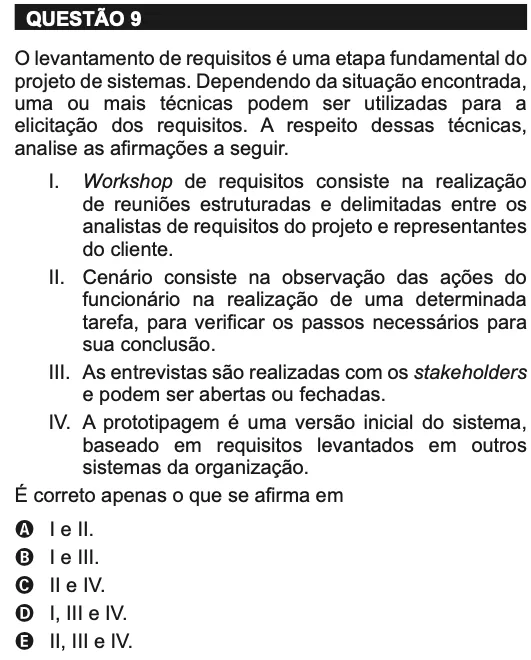 QUESTÃO 9
O levantamento de requisitos é uma etapa fundamental do
projeto de sistemas. Dependendo da situação encontrada,
uma ou mais técnicas podem ser utilizadas para a
elicitação dos requisitos. A respeito dessas técnicas,
analise as afirmações a seguir.
I. Workshop de requisitos consiste na realização
de reuniões estruturadas e delimitadas entre os
analistas de requisitos do projeto e representantes
do cliente.
II. Cenário consiste na observação das ações do
funcionário na realização de uma determinada
tarefa, para verificar os passos necessários para
sua conclusão.
III. As entrevistas são realizadas com os stakeholders
e podem ser abertas ou fechadas.
IV. A prototipagem é uma versão inicial do sistema,
baseado em requisitos levantados em outros
sistemas da organização.
É correto apenas o que se afirma em
A I e II.
B I e III.
C II e IV.
D I, III e IV.
E II, III e IV.